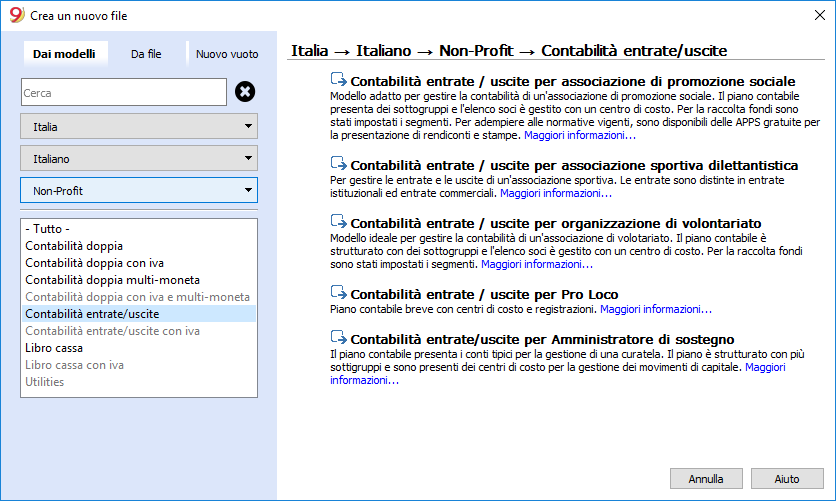 9 Crea un nuovo file
Dai modelli Da file Nuovo vuoto
Cerca
Italia
Italiano
Non-Profit
- Tutto -
Contabilità doppia
Contabilità doppia con iva
Contabilità doppia multi-moneta
Contabilità doppia con iva e multi-moneta
Contabilità entrate/uscite
Contabilità entrate/uscite con iva
Libro cassa
Libro cassa con iva
Utilities
Italia → Italiano → Non-Profit → Contabilità entrate/uscite
Contabilità entrate / uscite per associazione di promozione sociale
Modello adatto per gestire la contabilità di un'associazione di promozione sociale. Il piano contabile
presenta dei sottogruppi e l'elenco soci è gestito con un centro di costo. Per la raccolta fondi sono
stati impostati i segmenti. Per adempiere alle normative vigenti, sono disponibili delle APPS gratuite per
la presentazione di rendiconti e stampe. Maggiori informazioni...
Contabilità entrate / uscite per associazione sportiva dilettantistica
Per gestire le entrate e le uscite di un'associazione sportiva. Le entrate sono distinte in entrate
istituzionali ed entrate commerciali. Maggiori informazioni...
Contabilità entrate / uscite per organizzazione di volontariato
Modello ideale per gestire la contabilità di un'associazione di volotariato. Il piano contabile è
strutturato con dei sottogruppi e l'elenco soci è gestito con un centro di costo. Per la raccolta fondi
sono stati impostati i segmenti. Maggiori informazioni...
Contabilità entrate / uscite per Pro Loco
Piano contabile breve con centri di costo e registrazioni. Maggiori informazioni...
Contabilità entrate/uscite per Amministratore di sostegno
Il piano contabile presenta i conti tipici per la gestione di una curatela. Il piano è strutturato con più
sottigruppi e sono presenti dei centri di costo per la gestione dei movimenti di capitale. Maggiori
informazioni...
Annulla Aiuto